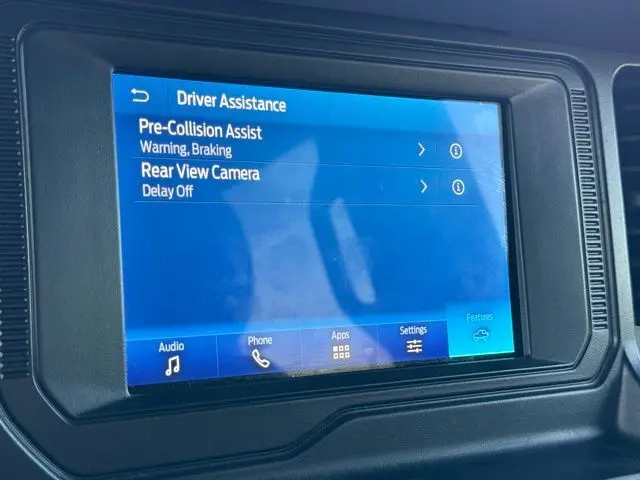 Driver Assistance
Pre-Collision Assist
Warning, Braking
Rear View Camera
Delay Off
Audio
Phone
Apps
Settings
Features